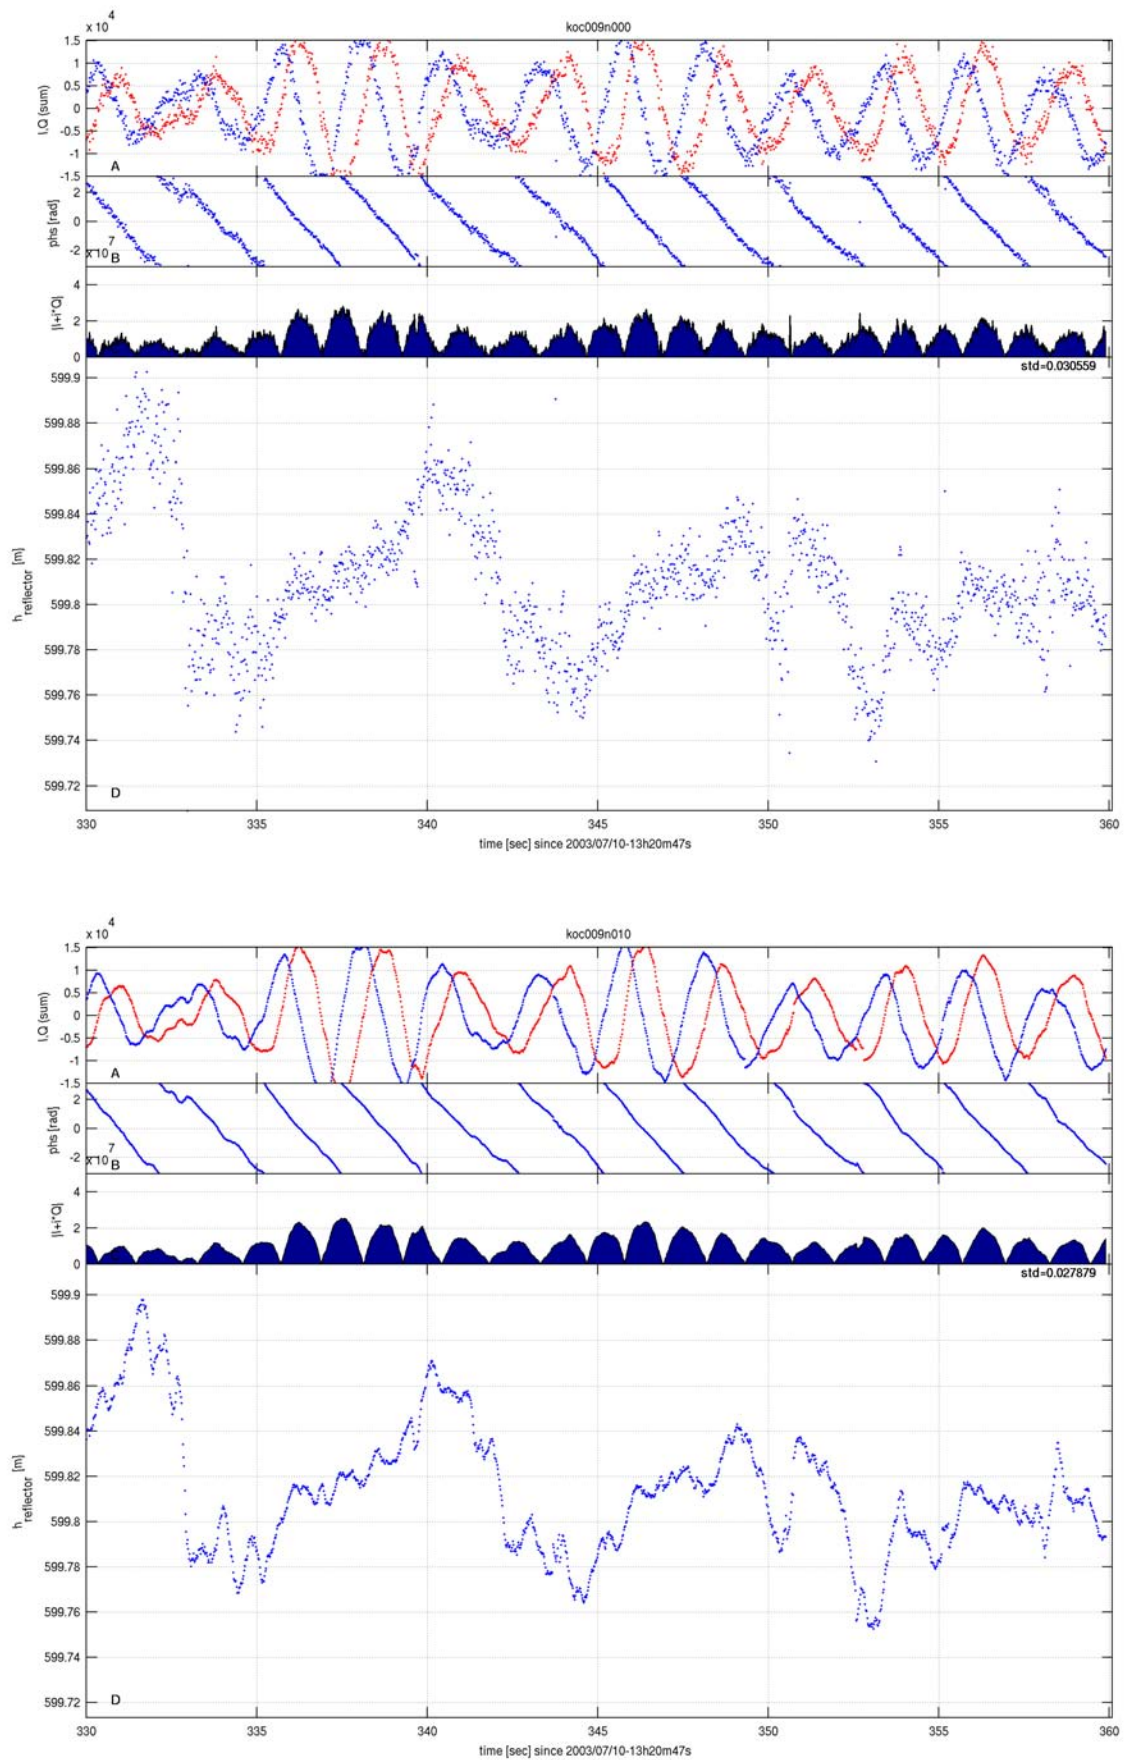 x 10 4
koc009n000
1.5
1
0.5
0
-0.5
-1
-1.5
I,Q (sum)
A
2
0
-2
phs [rad]
x 10 7
B
4
2
0
|I+i*Q|
std=0.030559
599.9
599.88
599.86
599.84
599.82
599.8
599.78
599.76
599.74
599.72
h reflector [m]
D
330 335 340 345 350 355 360
time [sec] since 2003/07/10-13h20m47s
x 10 4
koc009n010
1.5
1
0.5
0
-0.5
-1
-1.5
I,Q (sum)
A
2
0
-2
phs [rad]
x 10 7
B
4
2
0
|I+i*Q|
std=0.027879
599.9
599.88
599.86
599.84
599.82
599.8
599.78
599.76
599.74
599.72
h reflector [m]
D
330 335 340 345 350 355 360
time [sec] since 2003/07/10-13h20m47s